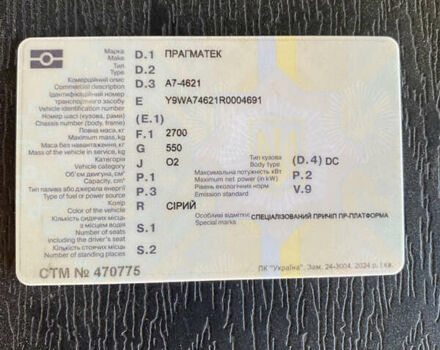 Марка D.1 ПРАГМАТЕК
Make
Тип D.2
Type
Комерційний опис D.3 А7-4621
Commercial description
Ідентифікаційний номер
транспортного засобу E Y9WA74621R0004691
Vehicle identification number
Номер шасі (кузова, рами) (E.1)
Chassis number (body, frame)
Повна маса, кг F.1 2700
Maximum mass, kg
Маса без навантаження, кг G 550
Mass of the vehicle in service, kg
Категорія J О2 Тип кузова (D.4) DC
Category Body type
Об'єм двигуна, см³ P.1 Максимальна потужність кВт P.2
Capacity, cm³ Maximum net power (in kW)
Тип палива або джерела енергії P.3 Рівень екологічних норм V.9
Type of fuel or power source Emission standard
Колір R СІРИЙ
Color of the vehicle
Особливі відмітки СПЕЦІАЛІЗОВАНИЙ ПРИЧІП ПР-ПЛАТФОРМА
Special notes
Кількість сидячих місць
з місцем водія S.1
Number of seats
including the driver's seat
Кількість стоячих місць S.2
Number of standing places
СТМ № 470775
ПК "Україна". Зам. 24-3004. 2024 р. I кв.